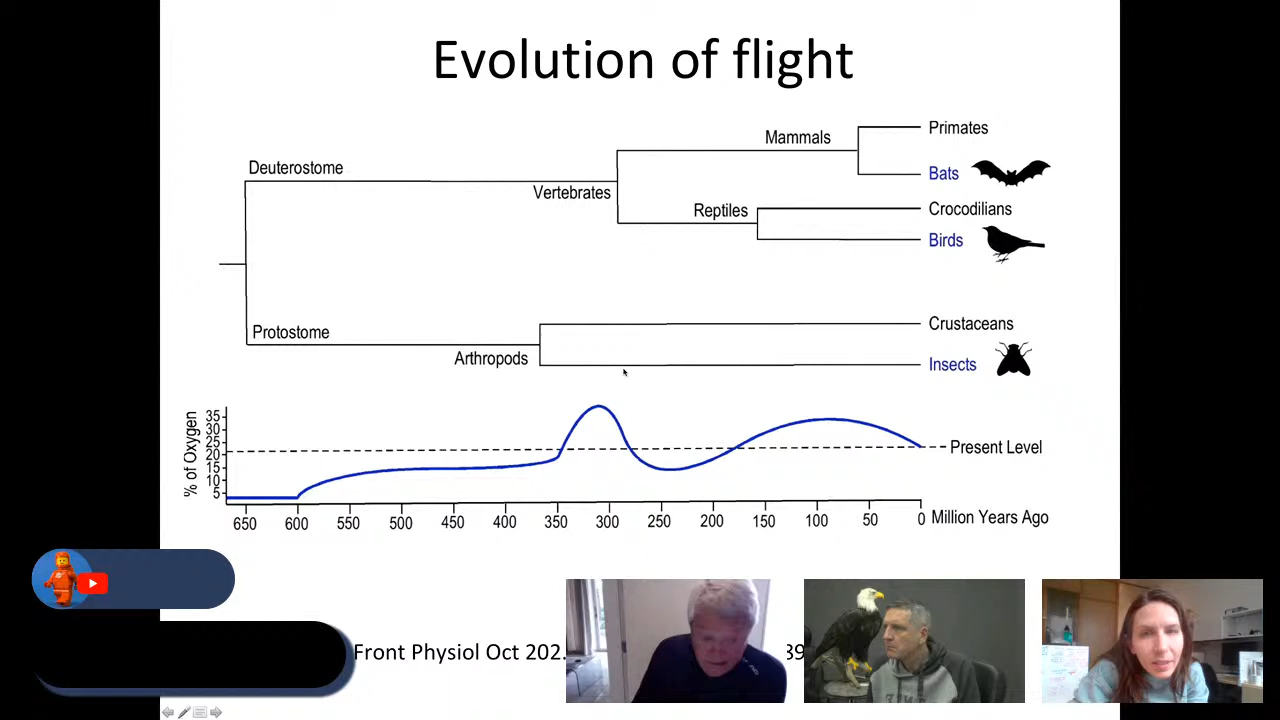 Evolution of flight
Primates
Mammals
Deuterostome
Bats
Vertebrates
Crocodilians
Reptiles
Birds
Crustaceans
Protostome
Arthropods
Insects
% of Oxygen
35
30
25
20
15
10
5
Present Level
650 600 550 500 450 400 350 300 250 200 150 100 50 0 Million Years Ago
Front Physiol Oct 202.